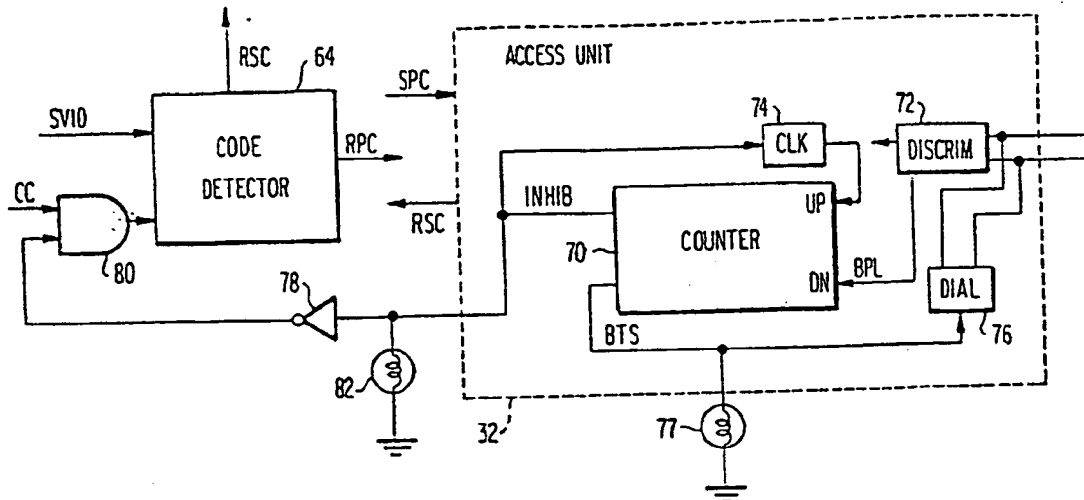 RSC
64
SPC
ACCESS UNIT
SVIO
CODE
DETECTOR
RPC
74
CLK
72
DISCRIM
CC
RSC
INHIB
UP
COUNTER
70
80
78
DN
BPL
DIAL
76
BTS
82
32
77